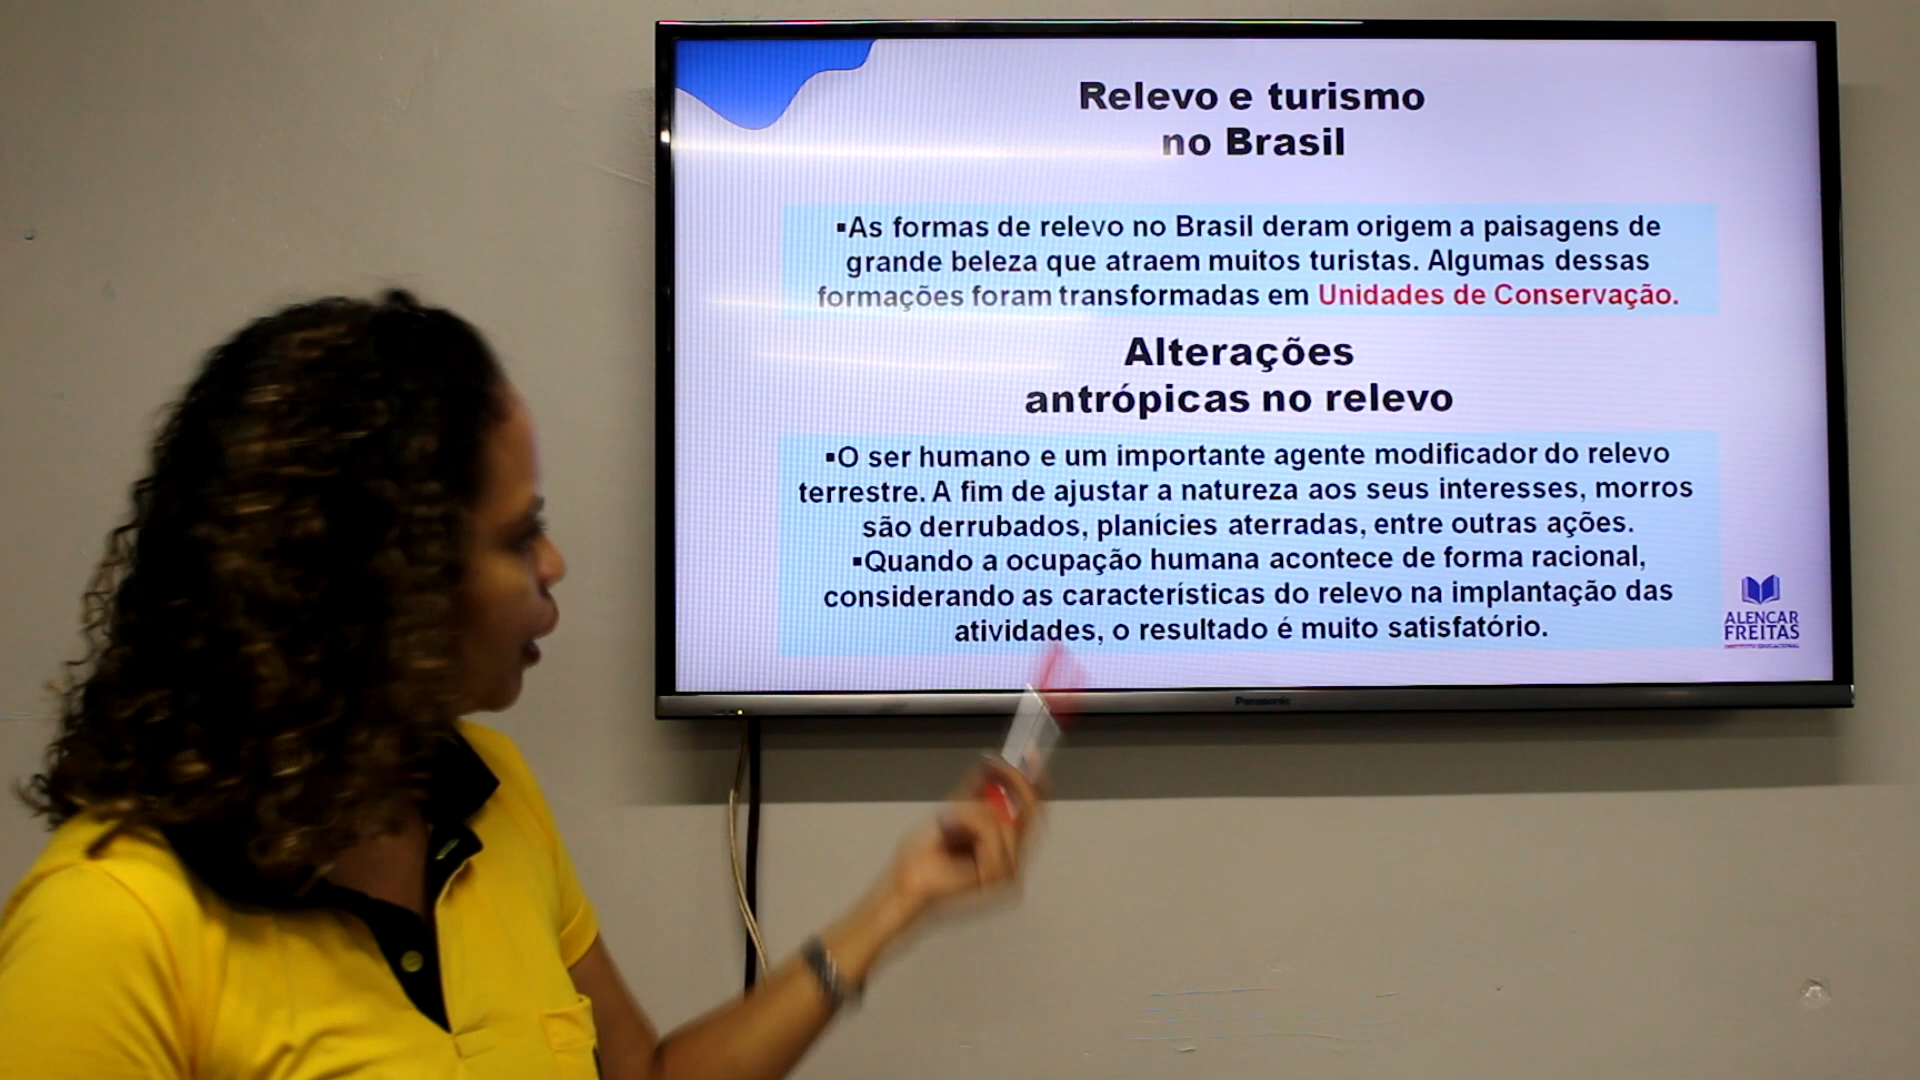 Relevo e turismo
no Brasil
▪As formas de relevo no Brasil deram origem a paisagens de
grande beleza que atraem muitos turistas. Algumas dessas
formações foram transformadas em Unidades de Conservação.
Alterações
antrópicas no relevo
▪O ser humano e um importante agente modificador do relevo
terrestre. A fim de ajustar a natureza aos seus interesses, morros
são derrubados, planícies aterradas, entre outras ações.
▪Quando a ocupação humana acontece de forma racional,
considerando as características do relevo na implantação das
atividades, o resultado é muito satisfatório.
ALENCAR
FREITAS
INSTITUTO EDUCACIONAL
Panasonic